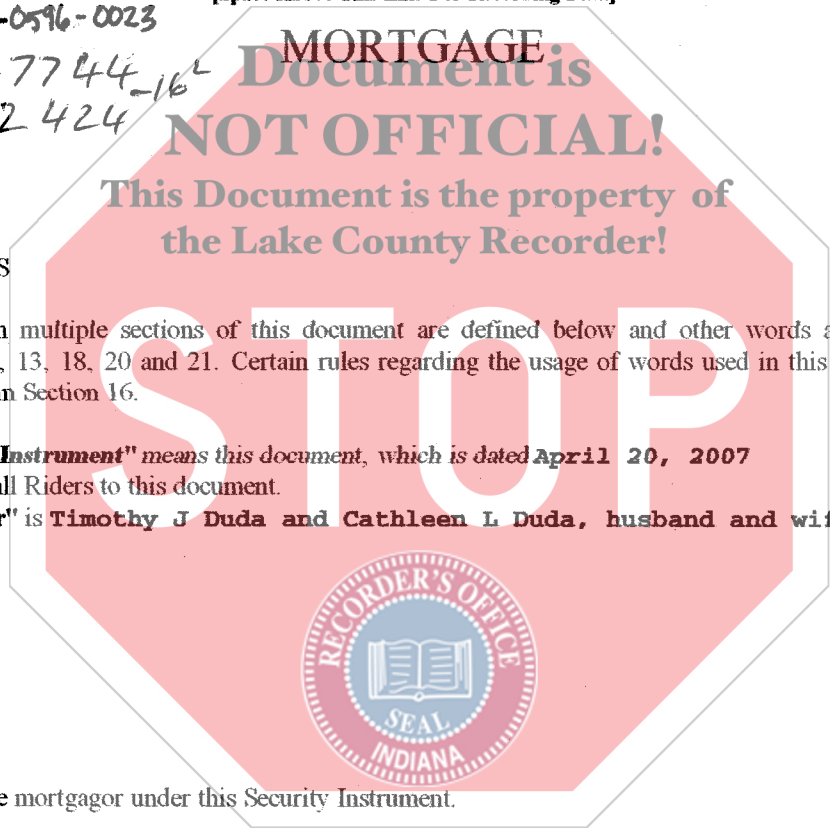 -0596-0023
MORTGAGE
7744-16
2424
Document is
NOT OFFICIAL!
This Document is the property of
the Lake County Recorder!
S
n multiple sections of this document are defined below and other words
, 13, 18, 20 and 21. Certain rules regarding the usage of words used in this
n Section 16.
STOP
Instrument" means this document, which is dated April 20, 2007
all Riders to this document.
r" is Timothy J Duda and Cathleen L Duda, husband and wif
RECORDER'S OFFICE
SEAL
INDIANA
e mortgagor under this Security Instrument.